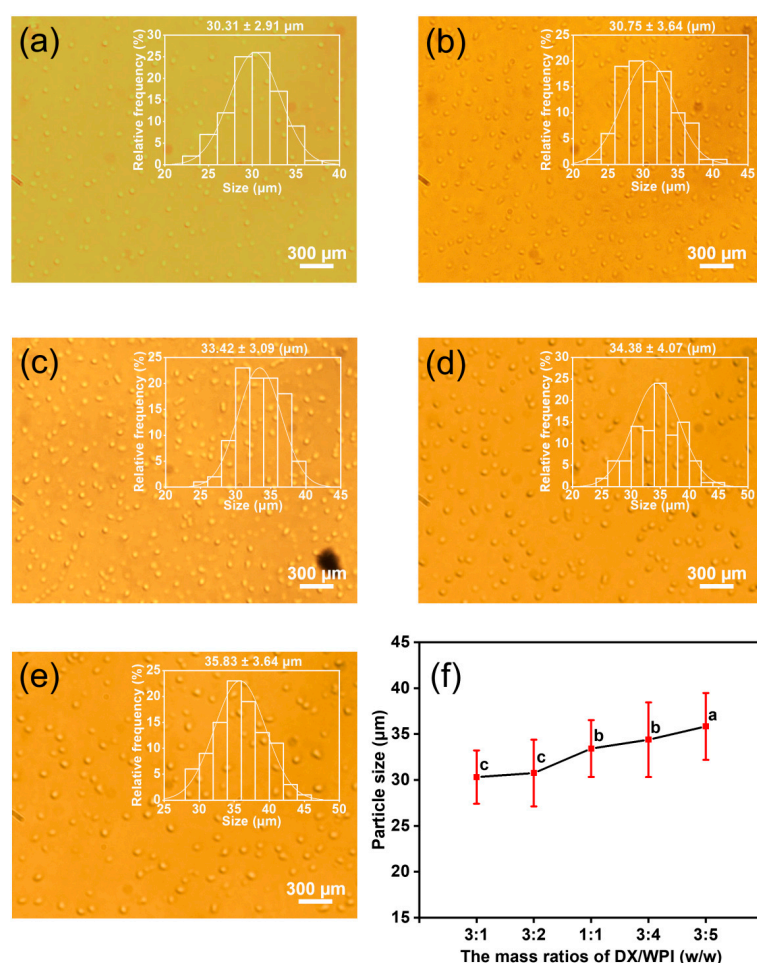 (a)
30.31 ± 2.91 µm
Relative frequency (%)
30
25
20
15
10
5
0
20 25 30 35 40
Size (µm)
300 µm
(b)
30.75 ± 3.64 (µm)
Relative frequency (%)
25
20
15
10
5
0
20 25 30 35 40 45
Size (µm)
300 µm
(c)
33.42 ± 3.09 (µm)
Relative frequency (%)
25
20
15
10
5
0
20 25 30 35 40 45
Size (µm)
300 µm
(d)
34.38 ± 4.07 (µm)
Relative frequency (%)
30
25
20
15
10
5
0
20 25 30 35 40 45 50
Size (µm)
300 µm
(e)
35.83 ± 3.64 µm
Relative frequency (%)
25
20
15
10
5
0
25 30 35 40 45 50
Size (µm)
300 µm
(f)
Particle size (µm)
45
40
35
30
25
20
15
c c b b a
3:1 3:2 1:1 3:4 3:5
The mass ratios of DX/WPI (w/w)